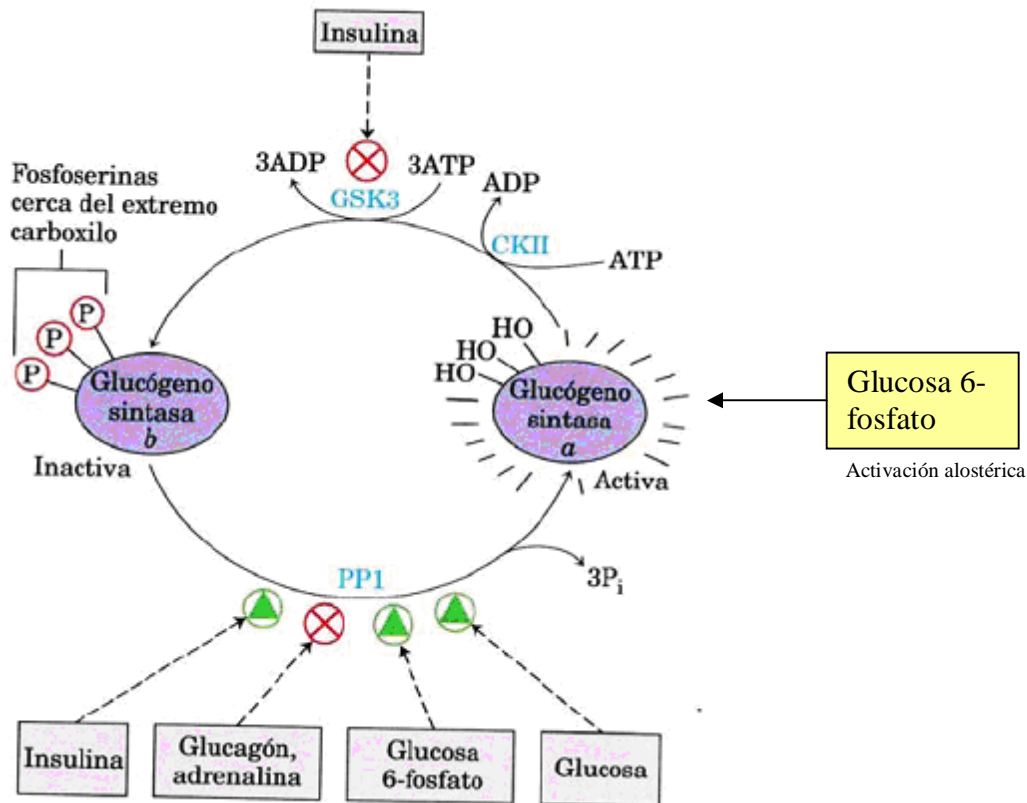 Insulina
3ADP
3ATP
GSK3
ADP
CKII
ATP
Fosfoserinas
cerca del extremo
carboxilo
P
P
P
HO
HO
HO
Glucógeno
sintasa
b
Inactiva
Glucógeno
sintasa
a
Activa
Glucosa 6-
fosfato
Activación alostérica
PP1
3Pi
Insulina
Glucagón,
adrenalina
Glucosa
6-fosfato
Glucosa